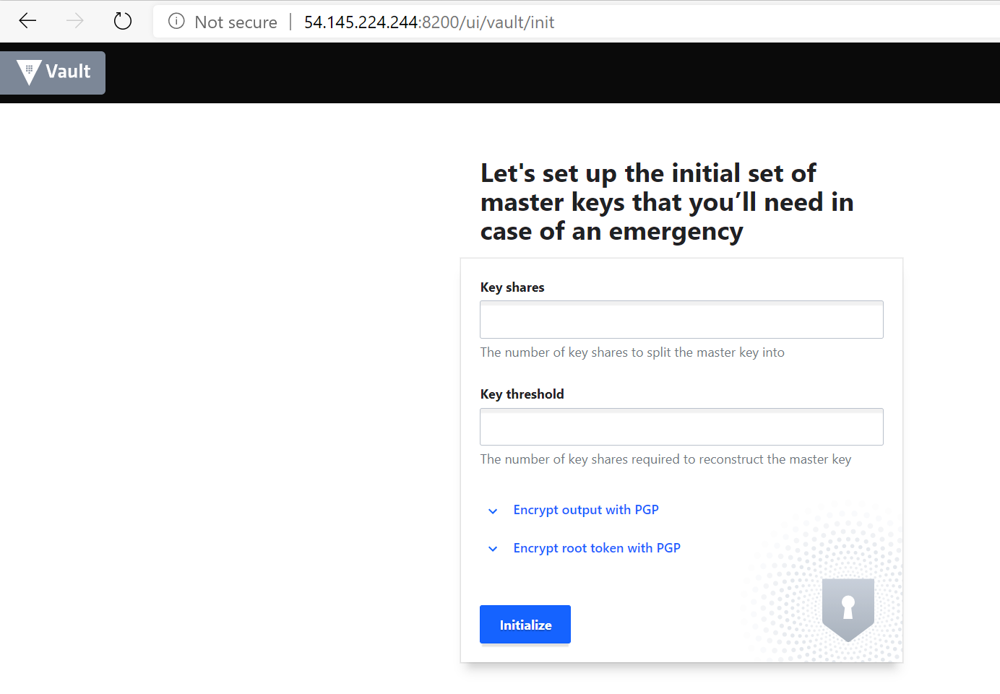 Not secure | 54.145.224.244:8200/ui/vault/init
Vault
Let's set up the initial set of
master keys that you’ll need in
case of an emergency
Key shares
The number of key shares to split the master key into
Key threshold
The number of key shares required to reconstruct the master key
Encrypt output with PGP
Encrypt root token with PGP
Initialize